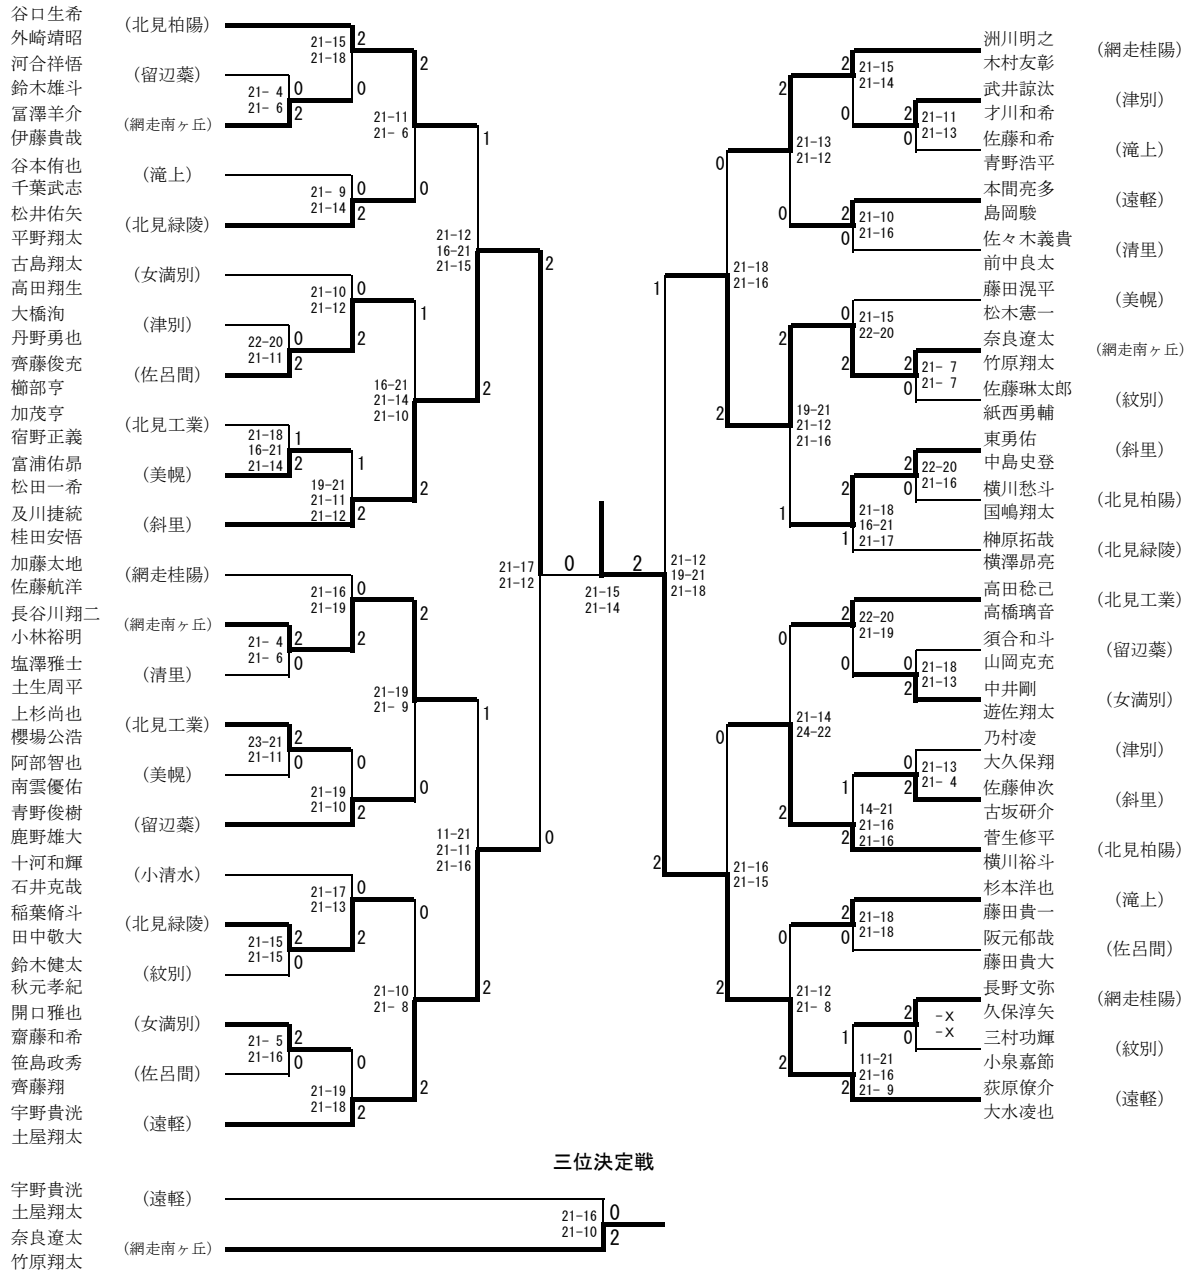 谷口生希
外崎靖昭
(北見柏陽)
河合祥悟
鈴木雄斗
(留辺蘂)
冨澤羊介
伊藤貴哉
(網走南ヶ丘)
谷本侑也
千葉武志
(滝上)
松井佑矢
平野翔太
(北見緑陵)
古島翔太
高田翔生
(女満別)
大橋洵
丹野勇也
(津別)
齊藤俊充
櫛部亨
(佐呂間)
加茂亨
宿野正義
(北見工業)
富浦佑昴
松田一希
(美幌)
及川捷統
桂田安悟
(斜里)
加藤太地
佐藤航洋
(網走桂陽)
長谷川翔二
小林裕明
(網走南ヶ丘)
塩澤雅士
土生周平
(清里)
上杉尚也
櫻場公浩
(北見工業)
阿部智也
南雲優佑
(美幌)
青野俊樹
鹿野雄大
(留辺蘂)
十河和輝
石井克哉
(小清水)
稲葉脩斗
田中敬大
(北見緑陵)
鈴木健太
秋元孝紀
(紋別)
開口雅也
齋藤和希
(女満別)
笹島政秀
齊藤翔
(佐呂間)
宇野貴洸
土屋翔太
(遠軽)
21-15 2
21-18 0
21- 4 0
21- 6 2
21-11 2
21- 6 0
21- 9 0
21-14 2
21-12 1
16-21
21-15 2
21-10 0
21-12 2
22-20 0
21-11 2
16-21 1
21-14
21-10 2
21-18 1
16-21
21-14 2
19-21 1
21-11
21-12 2
21-17 2
21-12 0
21-16 0
21-19 2
21- 4 2
21- 6 0
21-19 2
21- 9 0
23-21 2
21-11 0
21-19 0
21-10 2
11-21 1
21-11
21-16 2
21-17 0
21-13 2
21-15 2
21-15 0
21-10 0
21- 8 2
21- 5 2
21-16 0
21-19 0
21-18 2
0 2
21-15
21-14
洲川明之
木村友彰
(網走桂陽)
武井諒汰
才川和希
(津別)
佐藤和希
青野浩平
(滝上)
本間亮多
島岡駿
(遠軽)
佐々木義貴
前中良太
(清里)
藤田滉平
松木憲一
(美幌)
奈良遼太
竹原翔太
(網走南ヶ丘)
佐藤琳太郎
紙西勇輔
(紋別)
東勇佑
中島史登
(斜里)
横川愁斗
国嶋翔太
(北見柏陽)
榊原拓哉
横澤昴亮
(北見緑陵)
高田稔己
高橋璃音
(北見工業)
須合和斗
山岡克充
(留辺蘂)
中井剛
遊佐翔太
(女満別)
乃村凌
大久保翔
(津別)
佐藤伸次
古坂研介
(斜里)
菅生修平
横川裕斗
(北見柏陽)
杉本洋也
藤田貴一
(滝上)
阪元郁哉
藤田貴大
(佐呂間)
長野文弥
久保淳矢
(網走桂陽)
三村功輝
小泉嘉節
(紋別)
荻原僚介
大水凌也
(遠軽)
2 21-15
0 21-14
2 21-11
0 21-13
2 21-13
0 21-12
2 21-10
0 21-16
0 21-18
2 21-16
0 21-15
2 22-20
2 21- 7
0 21- 7
2 19-21
21-12
1 21-16
2 22-20
0 21-16
2 21-18
16-21
1 21-17
1 21-12
19-21
2 21-18
2 22-20
0 21-19
0 21-18
2 21-13
0 21-14
2 24-22
0 21-13
2 21- 4
1 14-21
21-16
2 21-16
0 21-16
2 21-15
2 21-18
0 21-18
0 21-12
2 21- 8
2 -X
0 -X
1 11-21
21-16
2 21- 9
三位決定戦
宇野貴洸
土屋翔太
(遠軽)
奈良遼太
竹原翔太
(網走南ヶ丘)
21-16 0
21-10 2